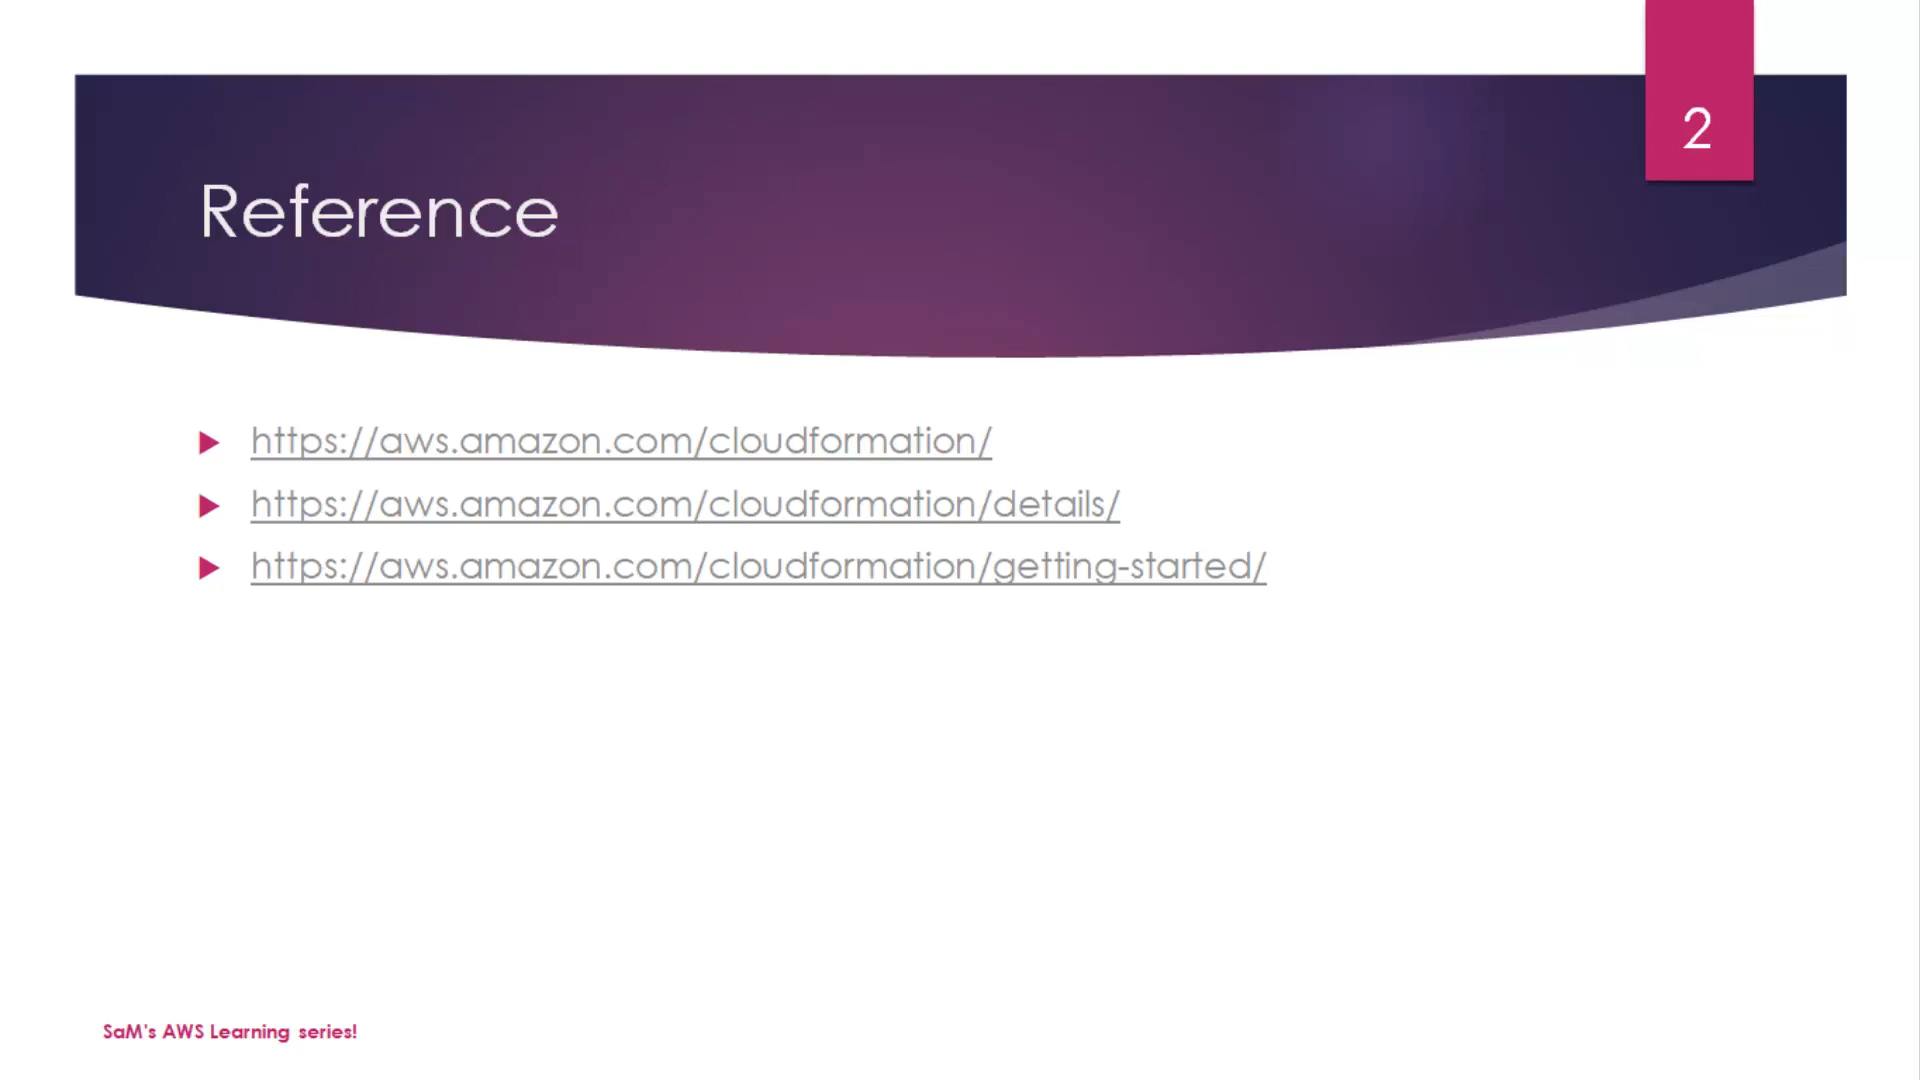 2
Reference
https://aws.amazon.com/cloudformation/
https://aws.amazon.com/cloudformation/details/
https://aws.amazon.com/cloudformation/getting-started/
SaM's AWS Learning series!